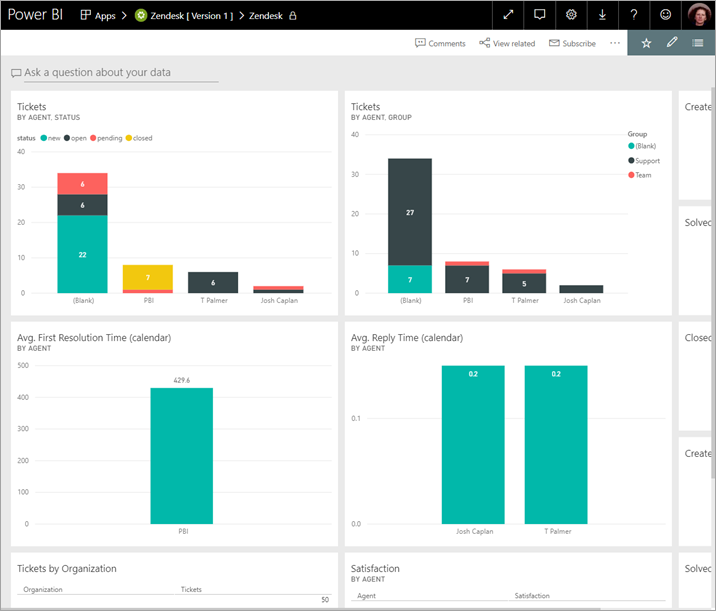 Power BI Apps Zendesk [ Version 1 ] Zendesk
Comments View related Subscribe ...
Ask a question about your data
Tickets
BY AGENT, STATUS
status new open pending closed
40
30
20
10
0
6
6
22
7
6
(Blank) PBI T Palmer Josh Caplan
Tickets
BY AGENT, GROUP
40
30
20
10
0
27
7
7
5
(Blank) PBI T Palmer Josh Caplan
Group
(Blank)
Support
Team
Create
Solved
Avg. First Resolution Time (calendar)
BY AGENT
500
400
300
200
100
0
429.6
PBI
Avg. Reply Time (calendar)
BY AGENT
0.1
0.0
0.2 0.2
Josh Caplan T Palmer
Closed
Create
Tickets by Organization
Organization Tickets
50
Satisfaction
BY AGENT
Agent Satisfaction
Solved